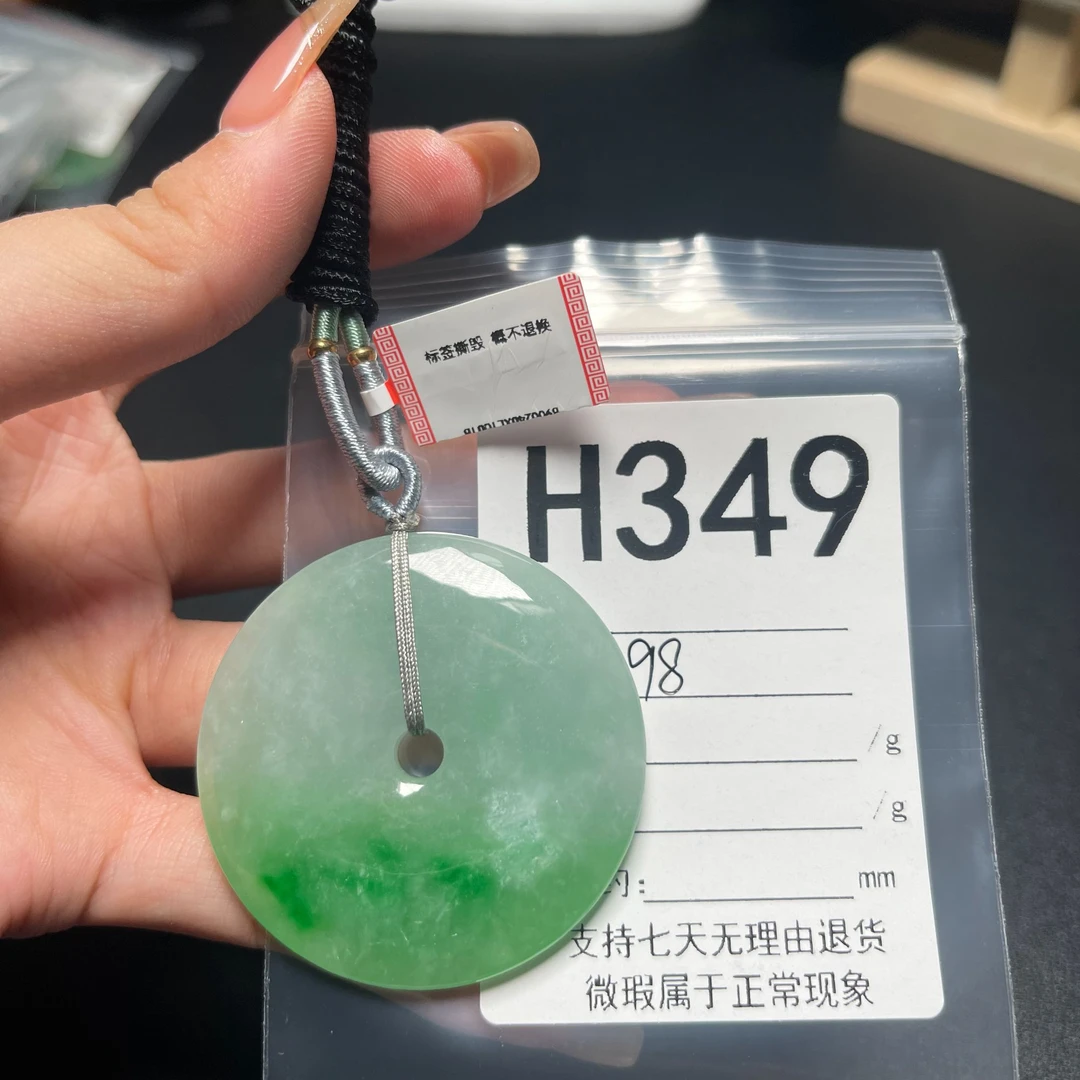 标签撕毁 概不退换
H349
98
/g
/g
约: mm
支持七天无理由退货
微瑕属于正常现象